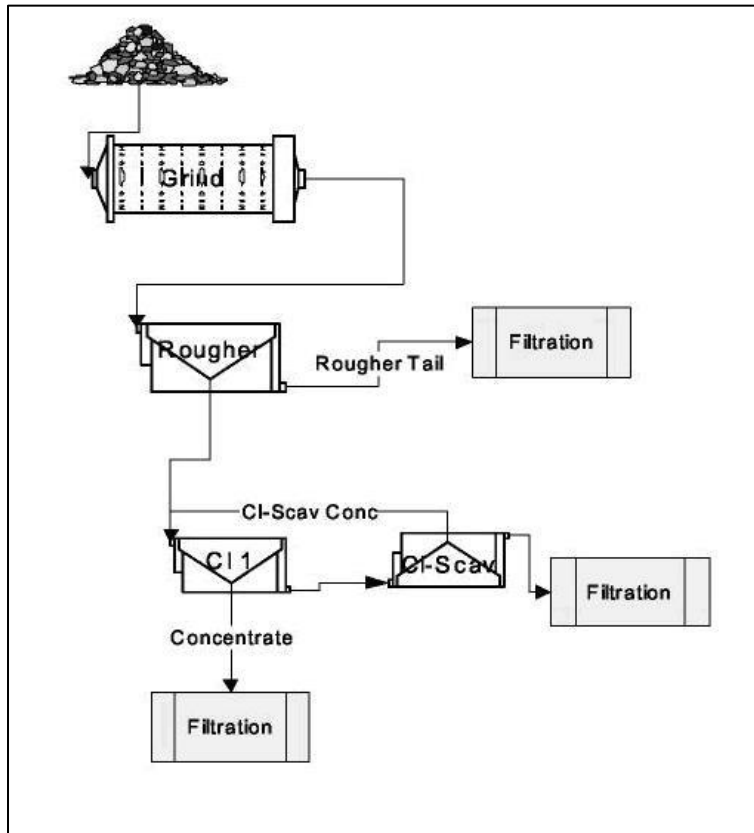 Grind
Rougher
Rougher Tail
Filtration
Cl-Scav Conc
Cl 1
Cl-Scav
Filtration
Concentrate
Filtration